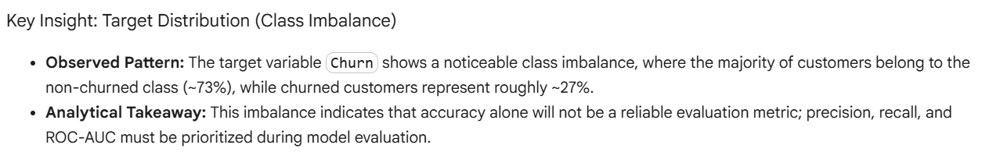 Key Insight: Target Distribution (Class Imbalance)
• Observed Pattern: The target variable Churn shows a noticeable class imbalance, where the majority of customers belong to the
non-churned class (~73%), while churned customers represent roughly ~27%.
• Analytical Takeaway: This imbalance indicates that accuracy alone will not be a reliable evaluation metric; precision, recall, and
ROC-AUC must be prioritized during model evaluation.